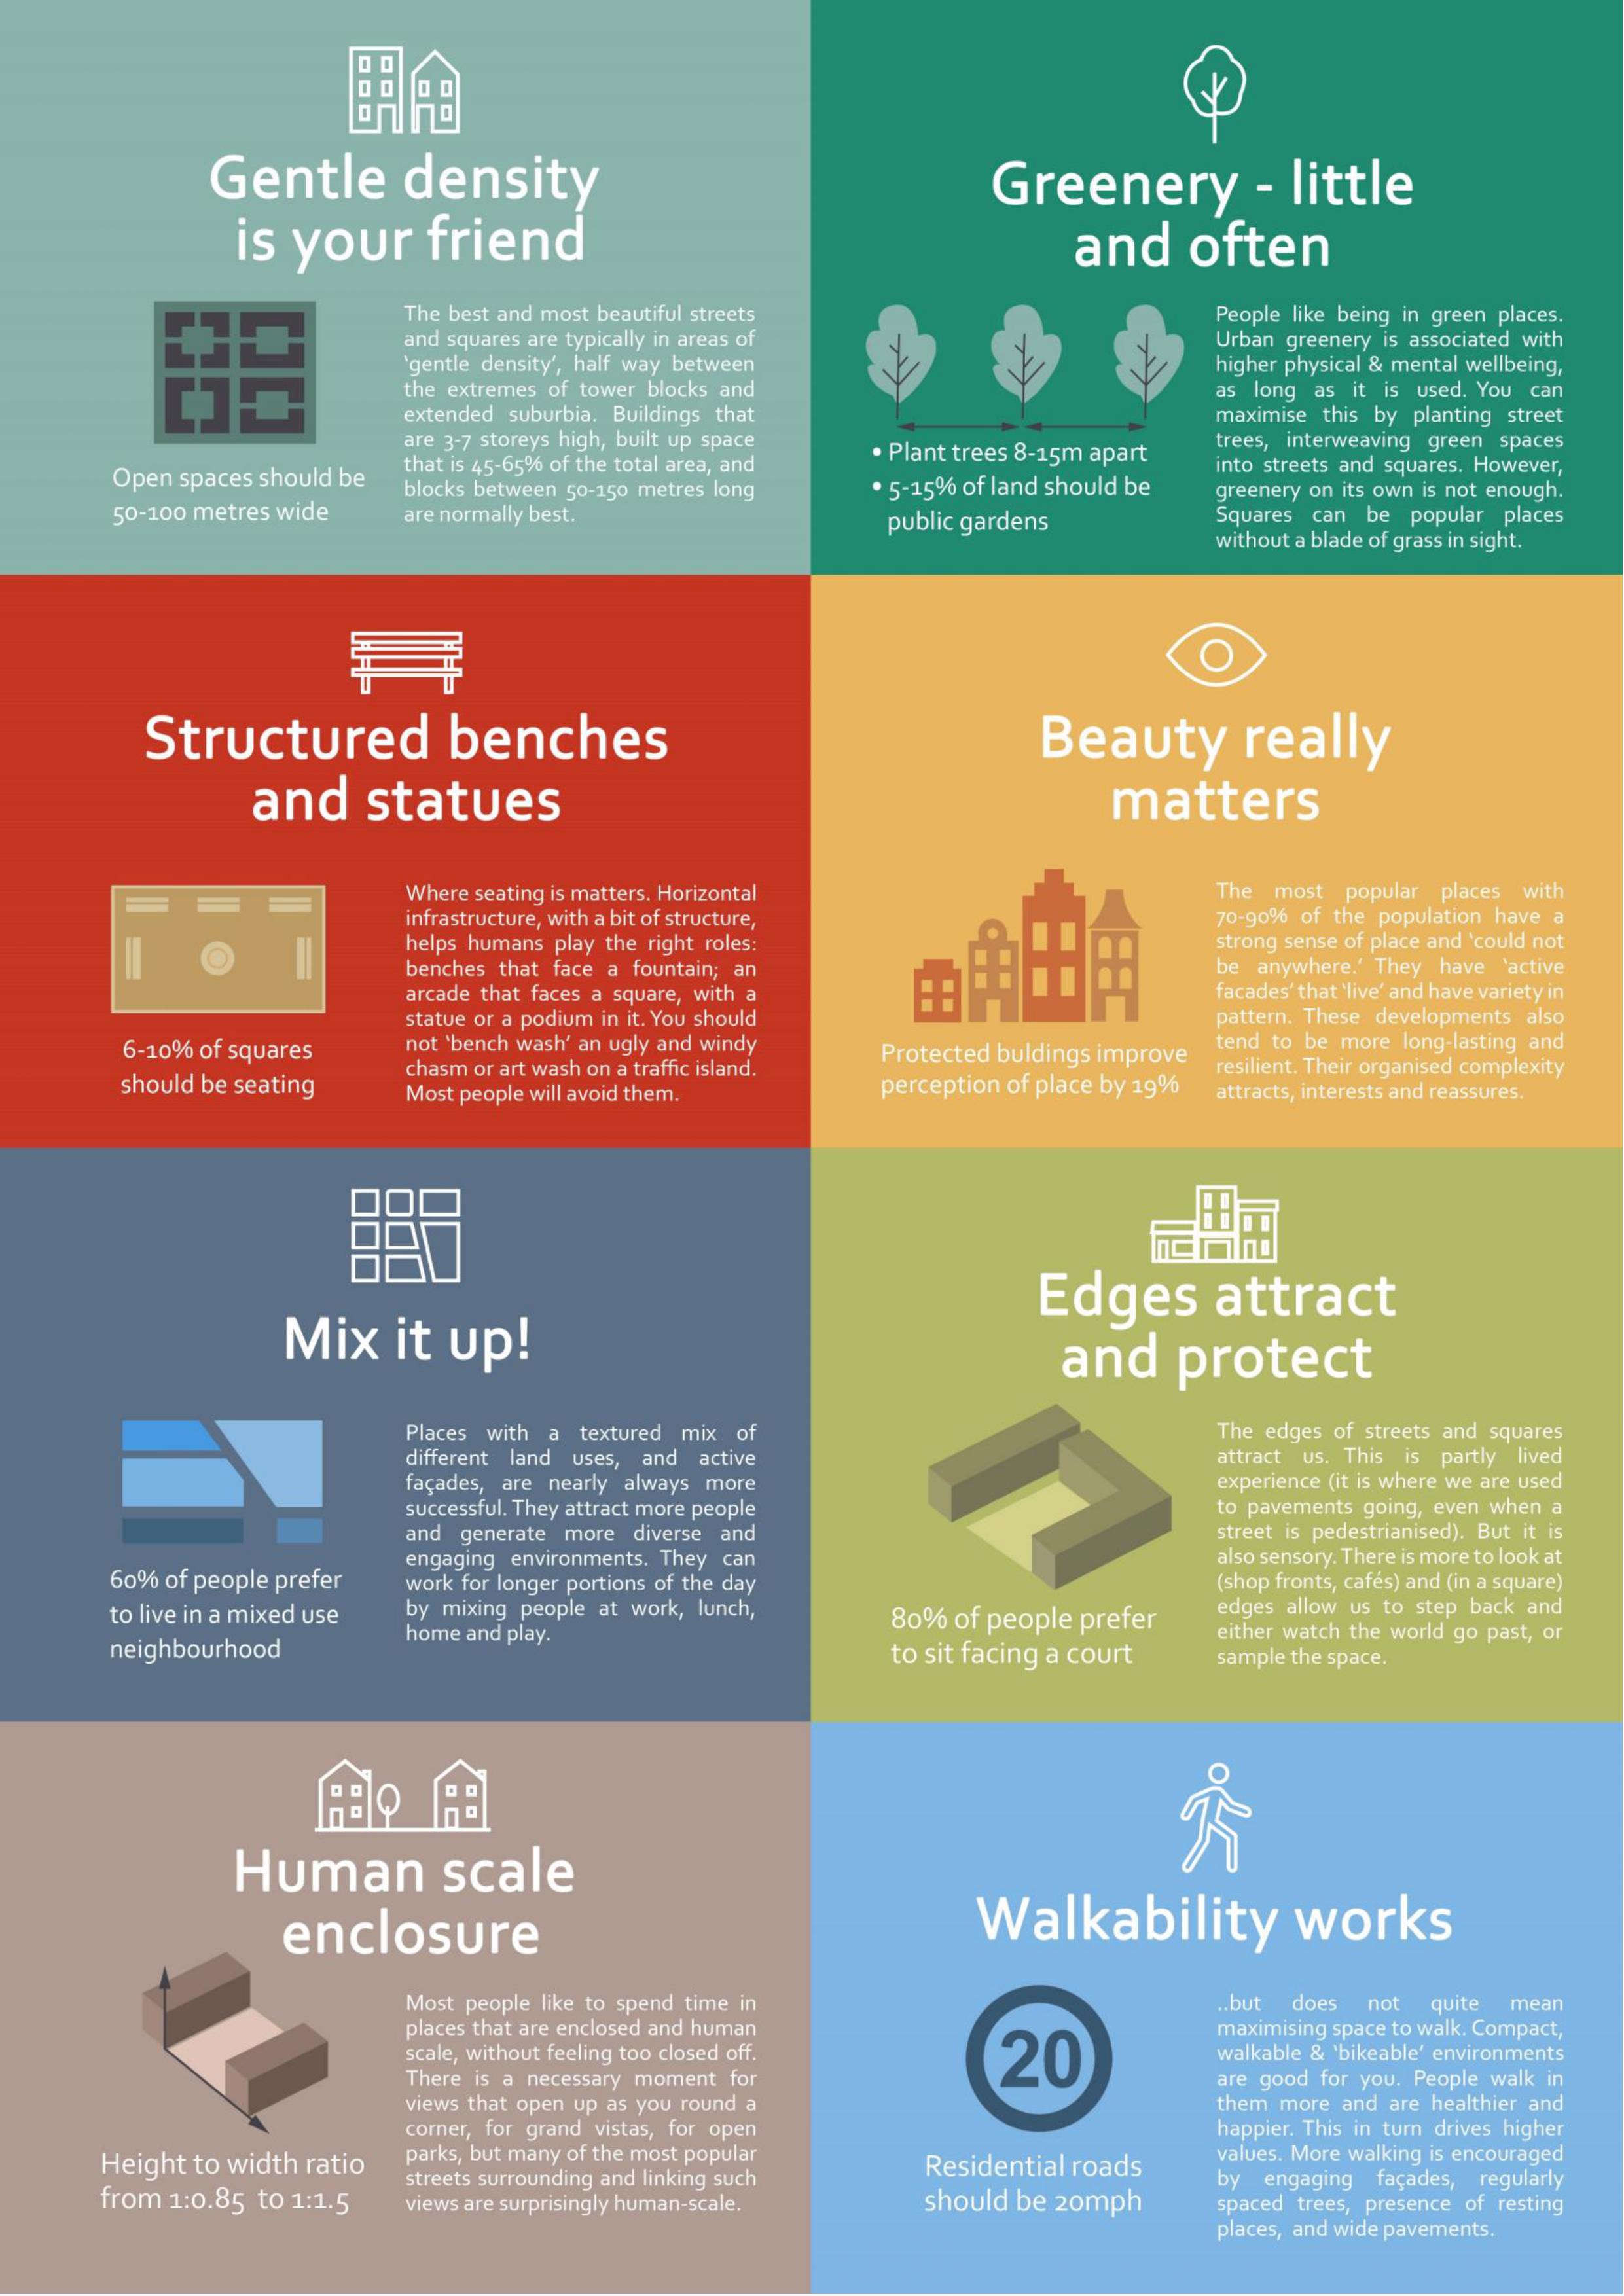 Gentle density
is your friend
Open spaces should be
50-100 metres wide
The best and most beautiful streets
and squares are typically in areas of
'gentle density', half way between
the extremes of tower blocks and
extended suburbia. Buildings that
are 3-7 storeys high, built up space
that is 45-65% of the total area, and
blocks between 50-150 metres long
are normally best.
Greenery - little
and often
• Plant trees 8-15m apart
• 5-15% of land should be
public gardens
People like being in green places.
Urban greenery is associated with
higher physical & mental wellbeing,
as long as it is used. You can
maximise this by planting street
trees, interweaving green spaces
into streets and squares. However,
greenery on its own is not enough.
Squares can be popular places
without a blade of grass in sight.
Structured benches
and statues
6-10% of squares
should be seating
Where seating is matters. Horizontal
infrastructure, with a bit of structure,
helps humans play the right roles:
benches that face a fountain; an
arcade that faces a square, with a
statue or a podium in it. You should
not 'bench wash' an ugly and windy
chasm or art wash on a traffic island.
Most people will avoid them.
Beauty really
matters
Protected buldings improve
perception of place by 19%
The most popular places with
70-90% of the population have a
strong sense of place and 'could not
be anywhere.' They have 'active
facades' that 'live' and have variety in
pattern. These developments also
tend to be more long-lasting and
resilient. Their organised complexity
attracts, interests and reassures.
Mix it up!
60% of people prefer
to live in a mixed use
neighbourhood
Places with a textured mix of
different land uses, and active
façades, are nearly always more
successful. They attract more people
and generate more diverse and
engaging environments. They can
work for longer portions of the day
by mixing people at work, lunch,
home and play.
Edges attract
and protect
80% of people prefer
to sit facing a court
The edges of streets and squares
attract us. This is partly lived
experience (it is where we are used
to pavements going, even when a
street is pedestrianised). But it is
also sensory. There is more to look at
(shop fronts, cafés) and (in a square)
edges allow us to step back and
either watch the world go past, or
sample the space.
Human scale
enclosure
Height to width ratio
from 1:0.85 to 1:1.5
Most people like to spend time in
places that are enclosed and human
scale, without feeling too closed off.
There is a necessary moment for
views that open up as you round a
corner, for grand vistas, for open
parks, but many of the most popular
streets surrounding and linking such
views are surprisingly human-scale.
Walkability works
20
Residential roads
should be 20mph
..but does not quite mean
maximising space to walk. Compact,
walkable & 'bikeable' environments
are good for you. People walk in
them more and are healthier and
happier. This in turn drives higher
values. More walking is encouraged
by engaging façades, regularly
spaced trees, presence of resting
places, and wide pavements.